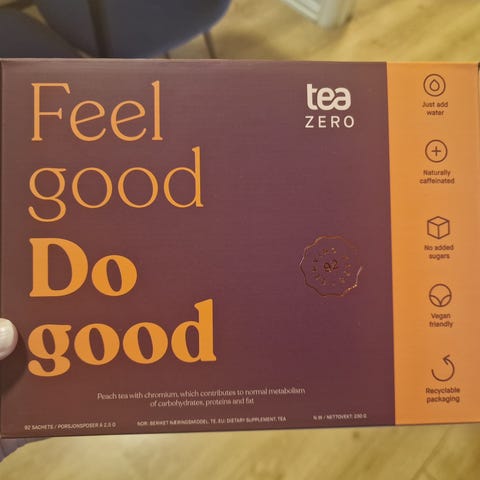 Feel
good
Do
good
tea
ZERO
92
Peach tea with chromium, which contributes to normal metabolism
of carbohydrates, proteins and fat
92 SACHETS / PORSJONSPOSER À 2,5 G
NOR: BERIKET NÆRINGSMIDDEL, TE. EU: DIETARY SUPPLEMENT. TEA
N.W / NETTOVEKT: 230 G
Just add
water
Naturally
caffeinated
No added
sugars
Vegan
friendly
Recyclable
packaging